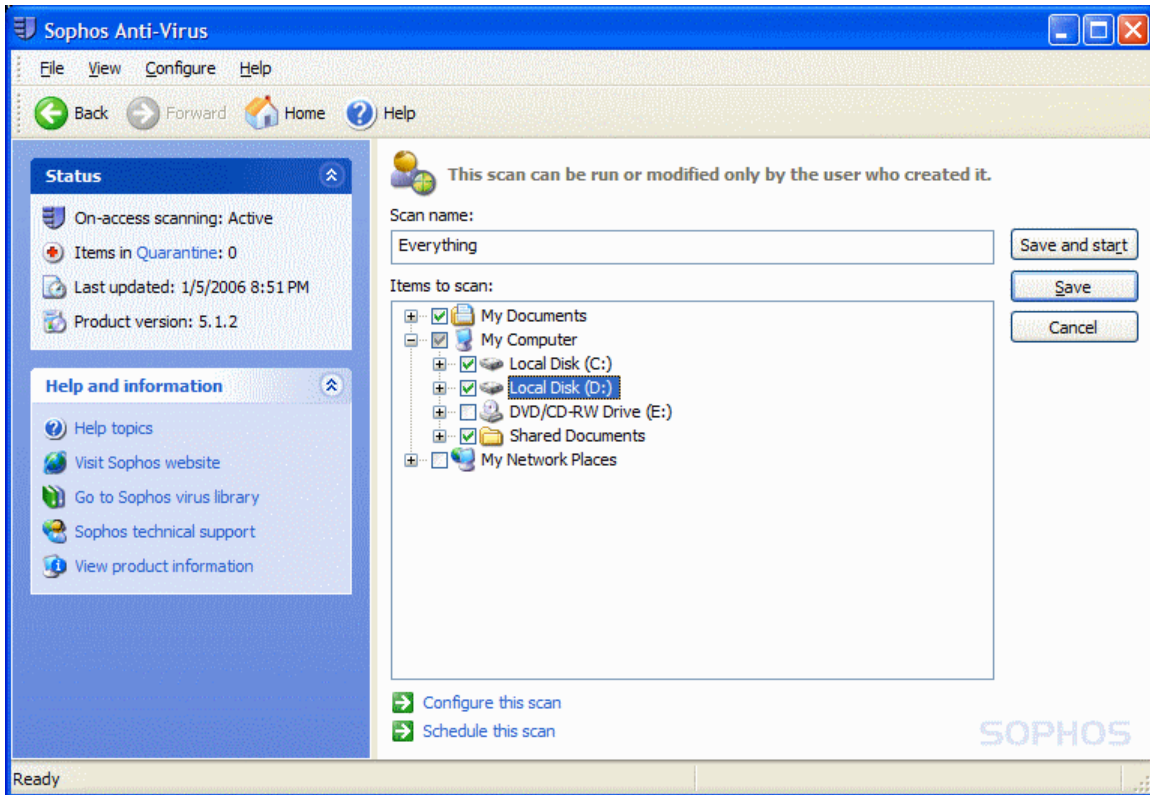 Sophos Anti-Virus
File View Configure Help
Back Forward Home Help
Status
On-access scanning: Active
Items in Quarantine: 0
Last updated: 1/5/2006 8:51 PM
Product version: 5.1.2
Help and information
Help topics
Visit Sophos website
Go to Sophos virus library
Sophos technical support
View product information
This scan can be run or modified only by the user who created it.
Scan name:
Everything
Save and start
Items to scan:
Save
Cancel
My Documents
My Computer
Local Disk (C:)
Local Disk (D:)
DVD/CD-RW Drive (E:)
Shared Documents
My Network Places
Configure this scan
Schedule this scan
SOPHOS
Ready